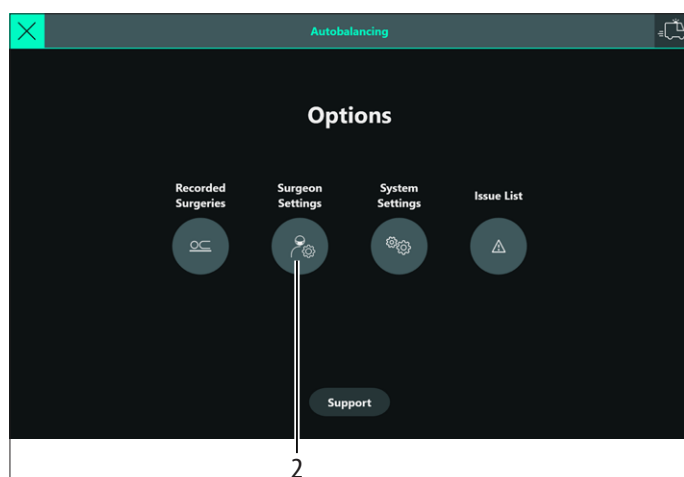 Autobalancing
Options
Recorded
Surgeries
Surgeon
Settings
System
Settings
Issue List
Support
2